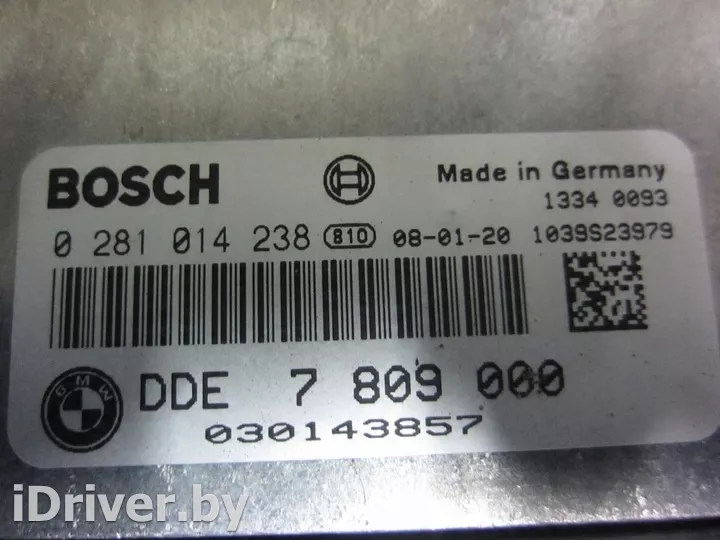 BOSCH
Made in Germany
1334 0093
0 281 014 238 810 08-01-20 1039S23979
BMW
DDE 7 809 000
030143857
iDriver.by